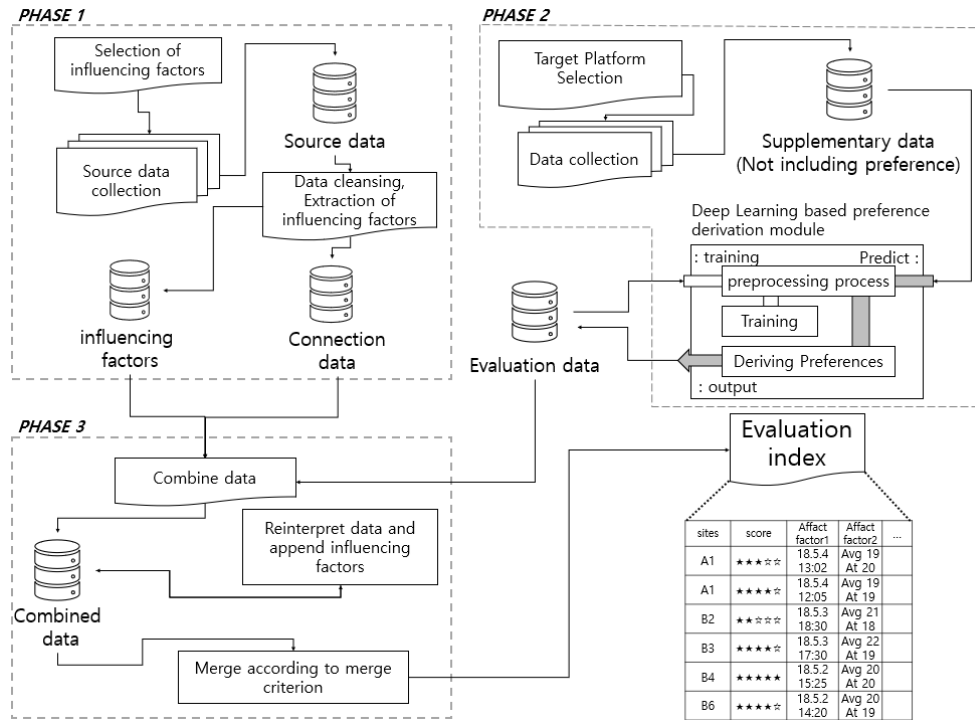 PHASE 1
Selection of
influencing factors
Source data
collection
Source data
Data cleansing,
Extraction of
influencing factors
influencing
factors
Connection
data
PHASE 2
Target Platform
Selection
Data collection
Supplementary data
(Not including preference)
Deep Learning based preference
derivation module
: training
Predict :
preprocessing process
Training
Deriving Preferences
: output
Evaluation data
PHASE 3
Combine data
Reinterpret data and
append influencing
factors
Combined
data
Merge according to merge
criterion
Evaluation
index
sites score Affact factor1 Affact factor2 ...
A1 ★★★☆☆ 18.5.4 13:02 Avg 19 At 20
A1 ★★★★☆ 18.5.4 12:05 Avg 19 At 19
B2 ★★☆☆☆ 18.5.3 18:30 Avg 21 At 18
B3 ★★★★☆ 18.5.3 17:30 Avg 22 At 19
B4 ★★★★★ 18.5.2 15:25 Avg 20 At 20
B6 ★★★★☆ 18.5.2 14:20 Avg 20 At 19